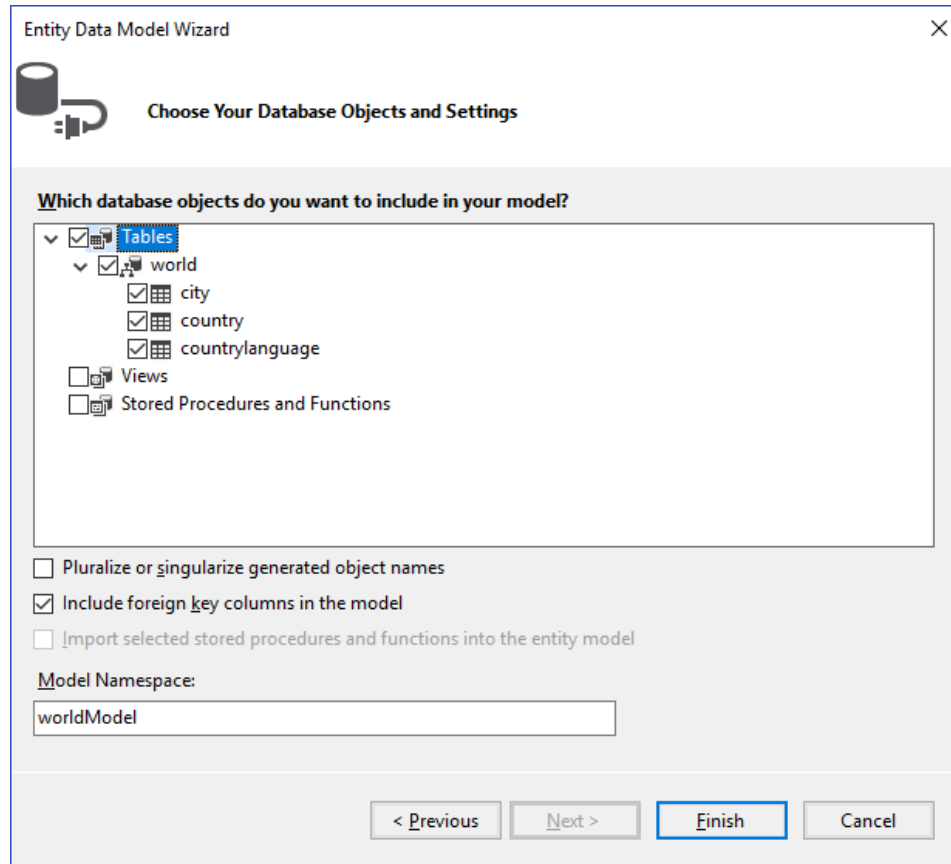 Entity Data Model Wizard
Choose Your Database Objects and Settings
Which database objects do you want to include in your model?
Tables
world
city
country
countrylanguage
Views
Stored Procedures and Functions
Pluralize or singularize generated object names
Include foreign key columns in the model
Import selected stored procedures and functions into the entity model
Model Namespace:
worldModel
< Previous Next > Finish Cancel